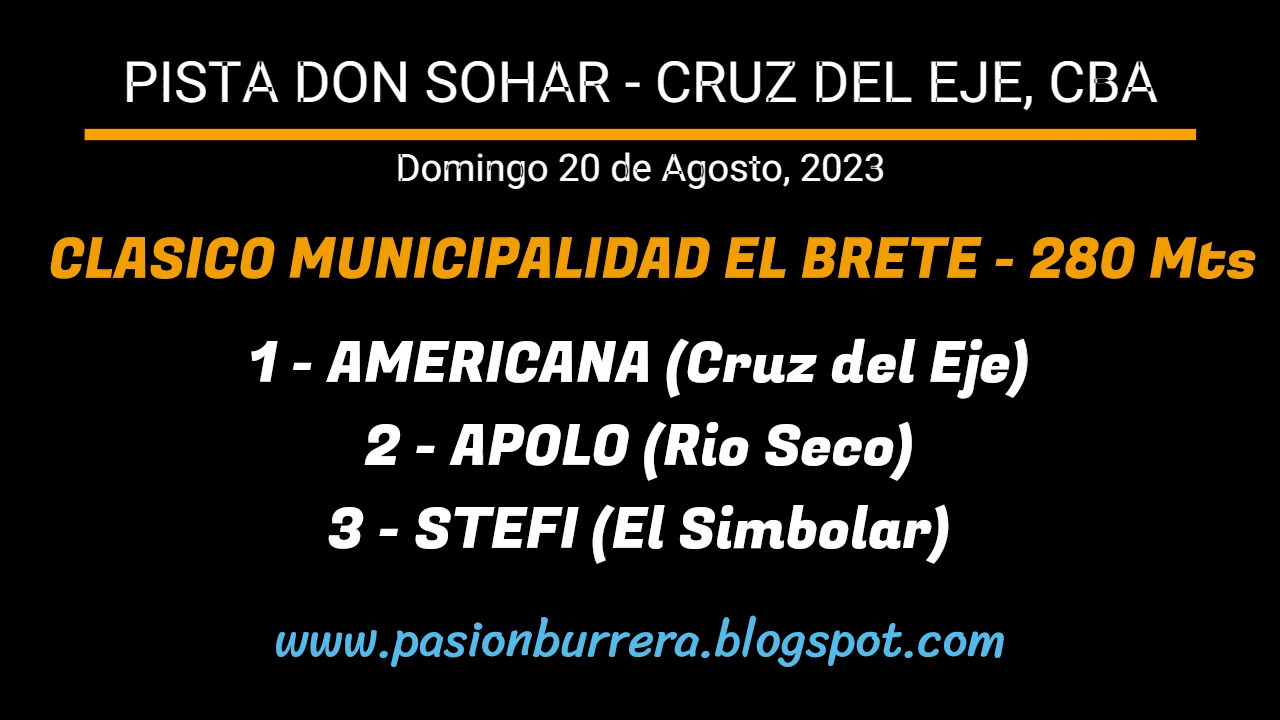 PISTA DON SOHAR - CRUZ DEL EJE, CBA
Domingo 20 de Agosto, 2023
CLASICO MUNICIPALIDAD EL BRETE - 280 Mts
1 - AMERICANA (Cruz del Eje)
2 - APOLO (Rio Seco)
3 - STEFI (El Simbolar)
www.pasionburrera.blogspot.com